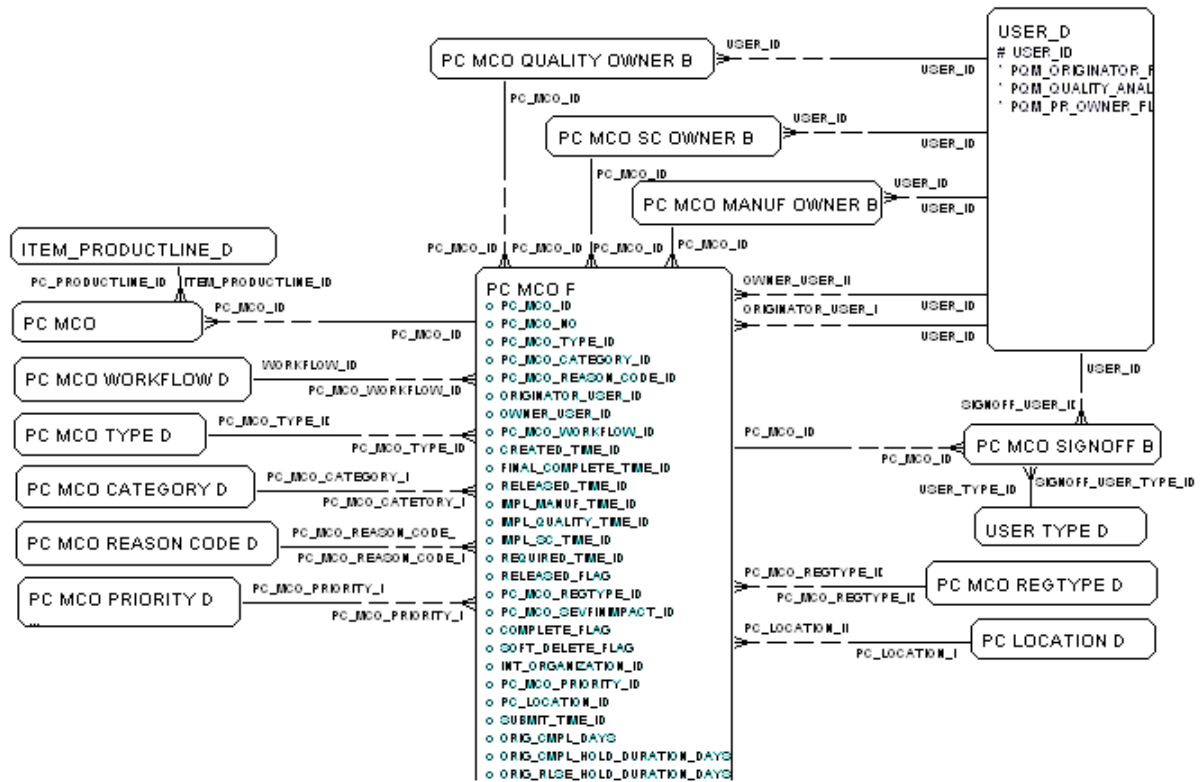 USER_D
# USER_ID
* PQM_ORIGINATOR_F
* PQM_QUALITY_ANAL
* PQM_PR_OWNER_FL
PC MCO QUALITY OWNER B
USER_ID
USER_ID
PC_MCO_ID
PC MCO SC OWNER B
USER_ID
USER_ID
PC_MCO_ID
PC MCO MANUF OWNER B
USER_ID
USER_ID
PC_MCO_ID
PC_MCO_ID
PC_MCO_ID
ITEM_PRODUCTLINE_D
PC_PRODUCTLINE_ID
ITEM_PRODUCTLINE_ID
PC MCO
PC_MCO_ID
PC_MCO_ID
PC MCO WORKFLOW D
WORKFLOW_ID
PC_MCO_WORKFLOW_ID
PC MCO TYPE D
PC_MCO_TYPE_ID
PC_MCO_TYPE_ID
PC MCO CATEGORY D
PC_MCO_CATEGORY_I
PC_MCO_CATETORY_I
PC MCO REASON CODE D
PC_MCO_REASON_CODE_
PC_MCO_REASON_CODE_I
PC MCO PRIORITY D
...
PC_MCO_PRIORITY_I
PC_MCO_PRIORITY_I
PC MCO F
o PC_MCO_ID
o PC_MCO_NO
o PC_MCO_TYPE_ID
o PC_MCO_CATEGORY_ID
o PC_MCO_REASON_CODE_ID
o ORIGINATOR_USER_ID
o OWNER_USER_ID
o PC_MCO_WORKFLOW_ID
o CREATED_TIME_ID
o FINAL_COMPLETE_TIME_ID
o RELEASED_TIME_ID
o IMPL_MANUF_TIME_ID
o IMPL_QUALITY_TIME_ID
o IMPL_SC_TIME_ID
o REQUIRED_TIME_ID
o RELEASED_FLAG
o PC_MCO_REGTYPE_ID
o PC_MCO_SEVFINIMPACT_ID
o COMPLETE_FLAG
o SOFT_DELETE_FLAG
o INT_ORGANIZATION_ID
o PC_MCO_PRIORITY_ID
o PC_LOCATION_ID
o SUBMIT_TIME_ID
o ORIG_CMPL_DAYS
o ORIG_CMPL_HOLD_DURATION_DAYS
o ORIG_RLSE_HOLD_DURATION_DAYS
OWNER_USER_II
USER_ID
ORIGINATOR_USER_I
USER_ID
USER_ID
SIGNOFF_USER_IE
PC_MCO_ID
PC_MCO_ID
PC MCO SIGNOFF B
USER_TYPE_ID
SIGNOFF_USER_TYPE_ID
USER TYPE D
PC_MCO_REGTYPE_IE
PC_MCO_REGTYPE_IE
PC MCO REGTYPE D
PC_LOCATION_II
PC_LOCATION_I
PC LOCATION D